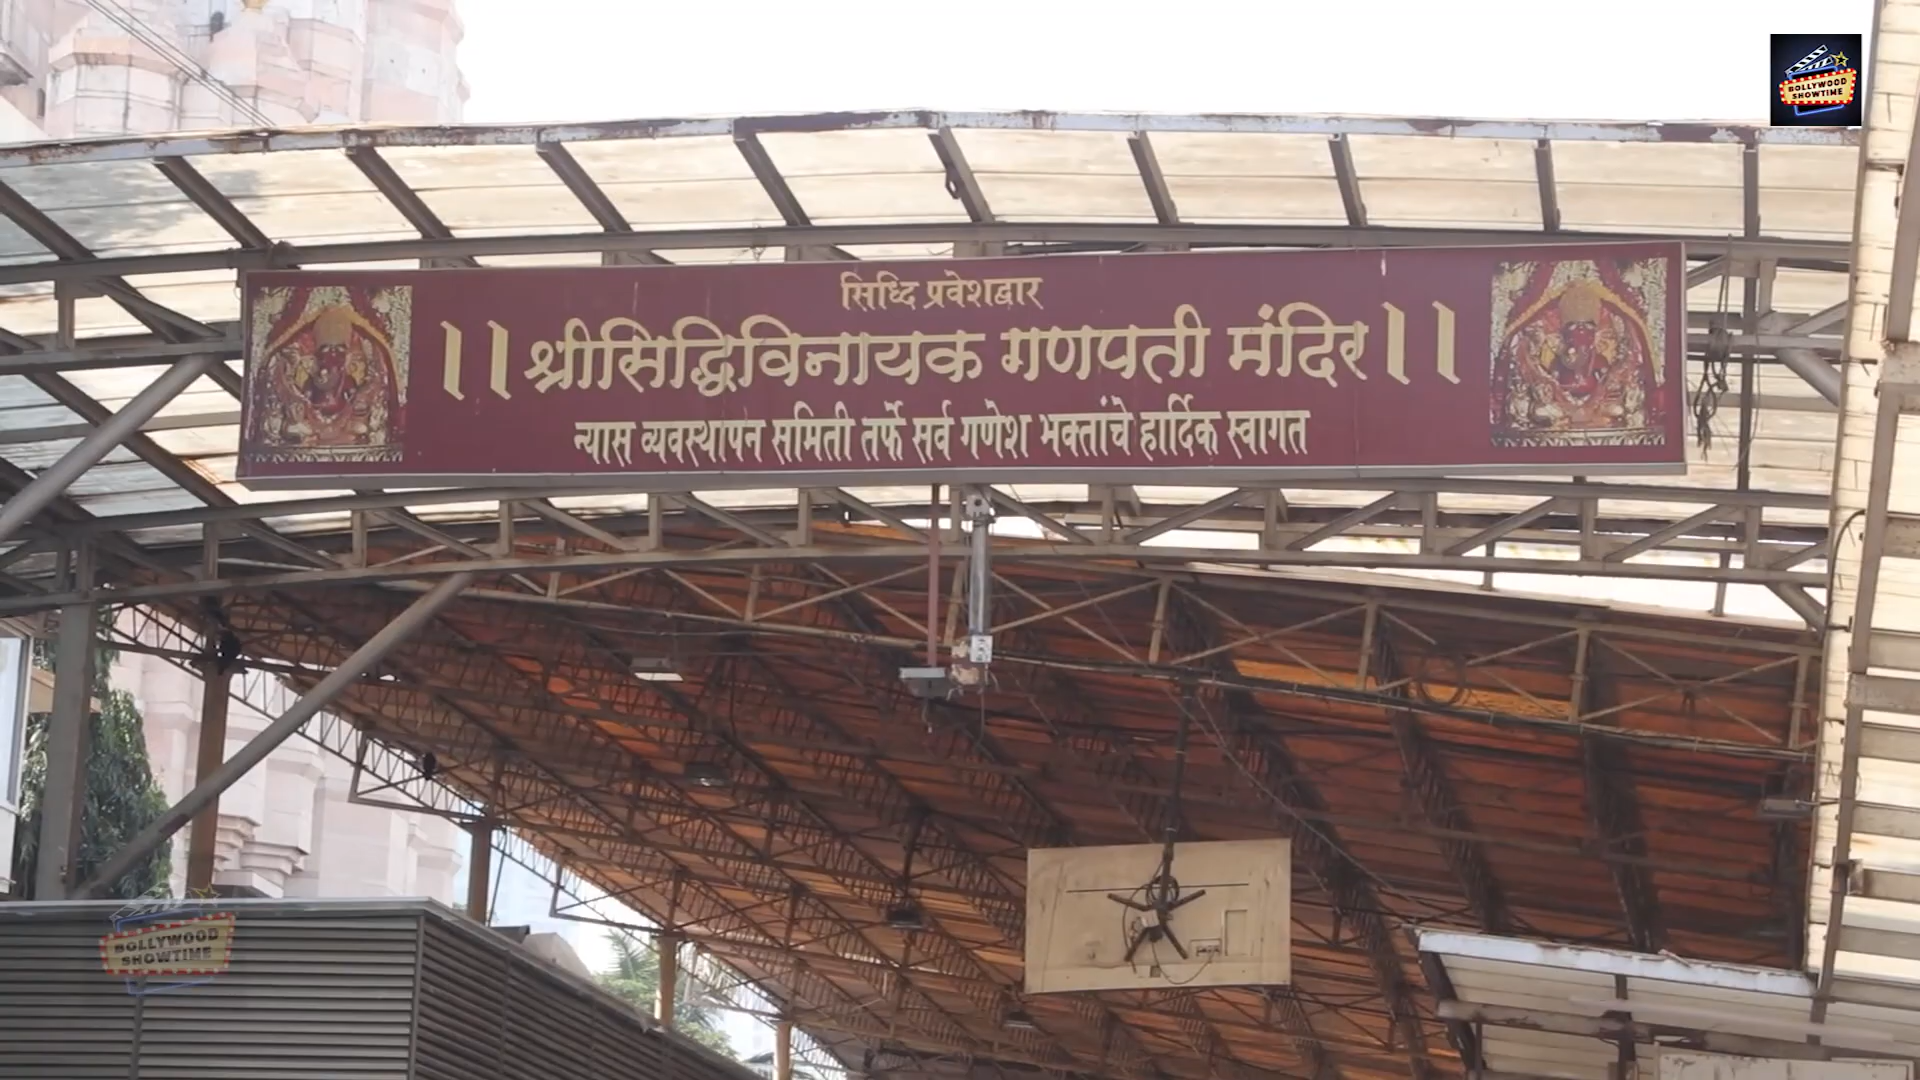 BOLLYWOOD
SHOWTIME
सिध्दि प्रवेशद्वार
।।श्रीसिद्धिविनायक गणपती मंदिर।।
न्यास व्यवस्थापन समिती तर्फे सर्व गणेश भक्तांचे हार्दिक स्वागत
BOLLYWOOD
SHOWTIME